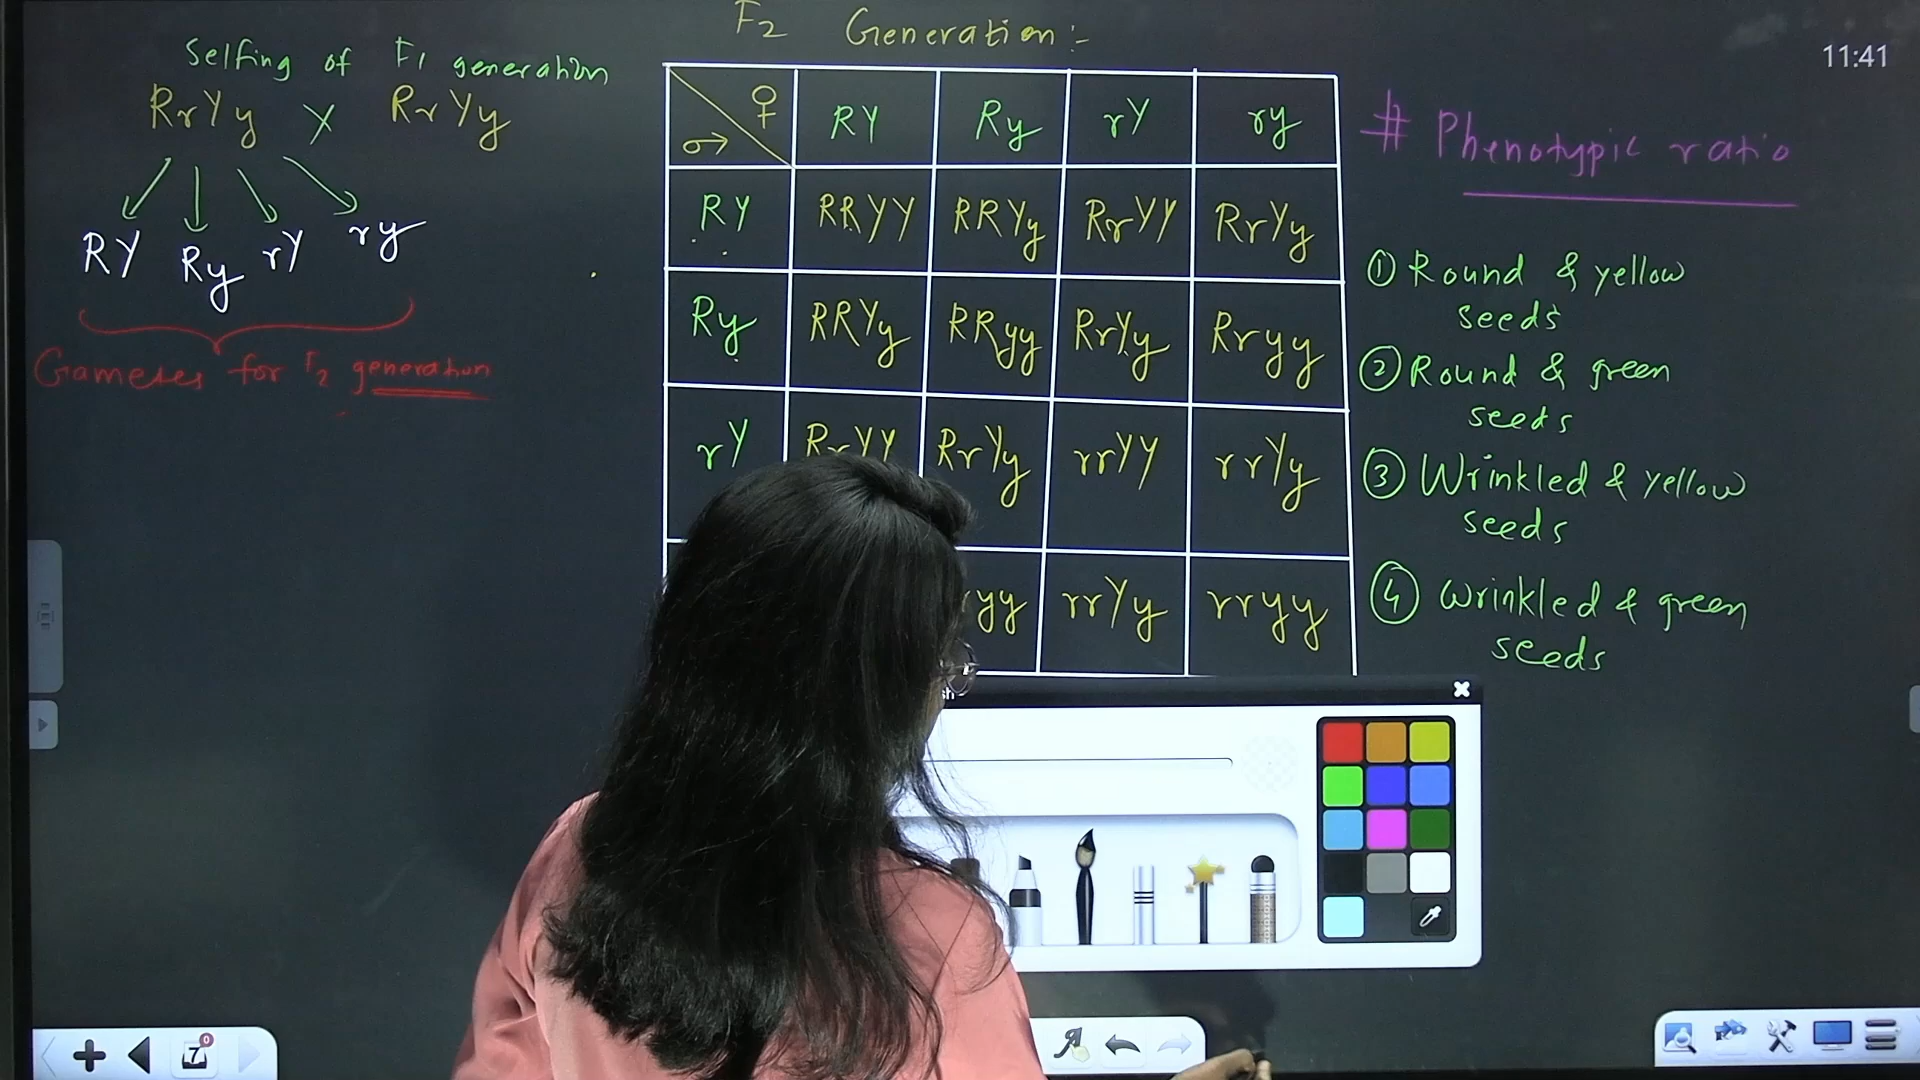 F2 Generation:-
11:41
Selfing of F1 generation
RrYy X RrYy
RY Ry rY ry
Gametes for F2 generation
♀ RY Ry rY ry
♂
RY RRYY RRYy RrYY RrYy
Ry RRYy RRyy RrYy Rryy
rY RrYY RrYy rrYY rrYy
yy rrYy rryy
# Phenotypic ratio
① Round & yellow
seeds
② Round & green
seeds
③ Wrinkled & yellow
seeds
④ Wrinkled & green
seeds
7
0